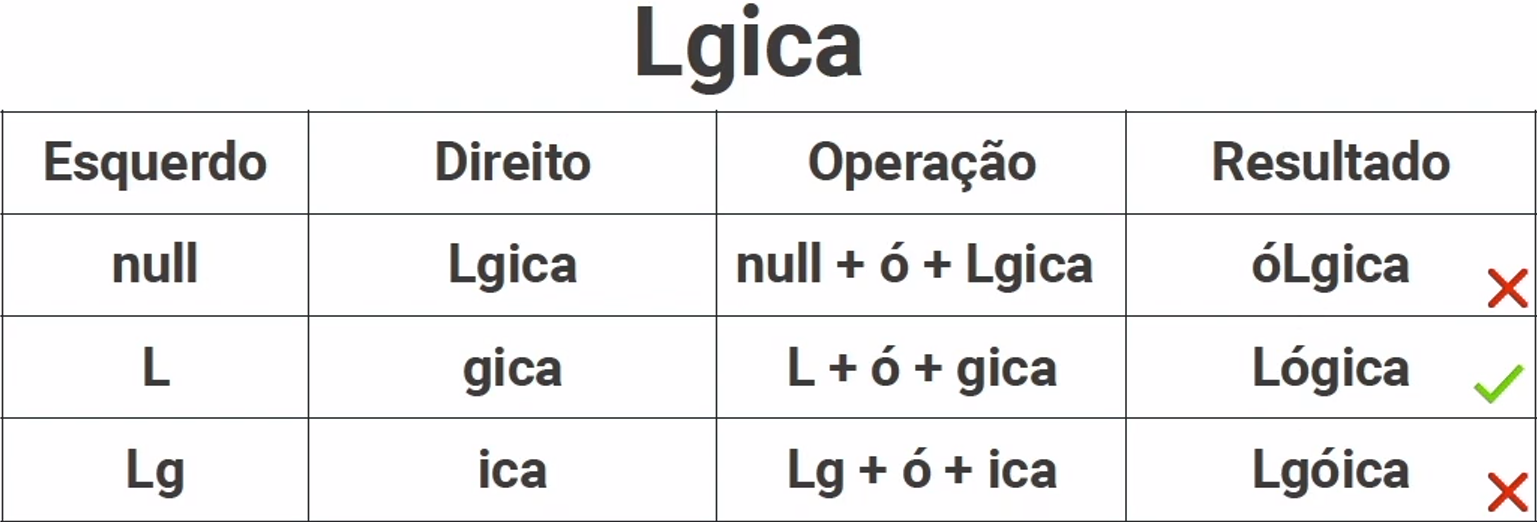 Lgica
Esquerdo Direito Operação Resultado
null Lgica null + ó + Lgica óLgica
L gica L + ó + gica Lógica
Lg ica Lg + ó + ica Lgóica